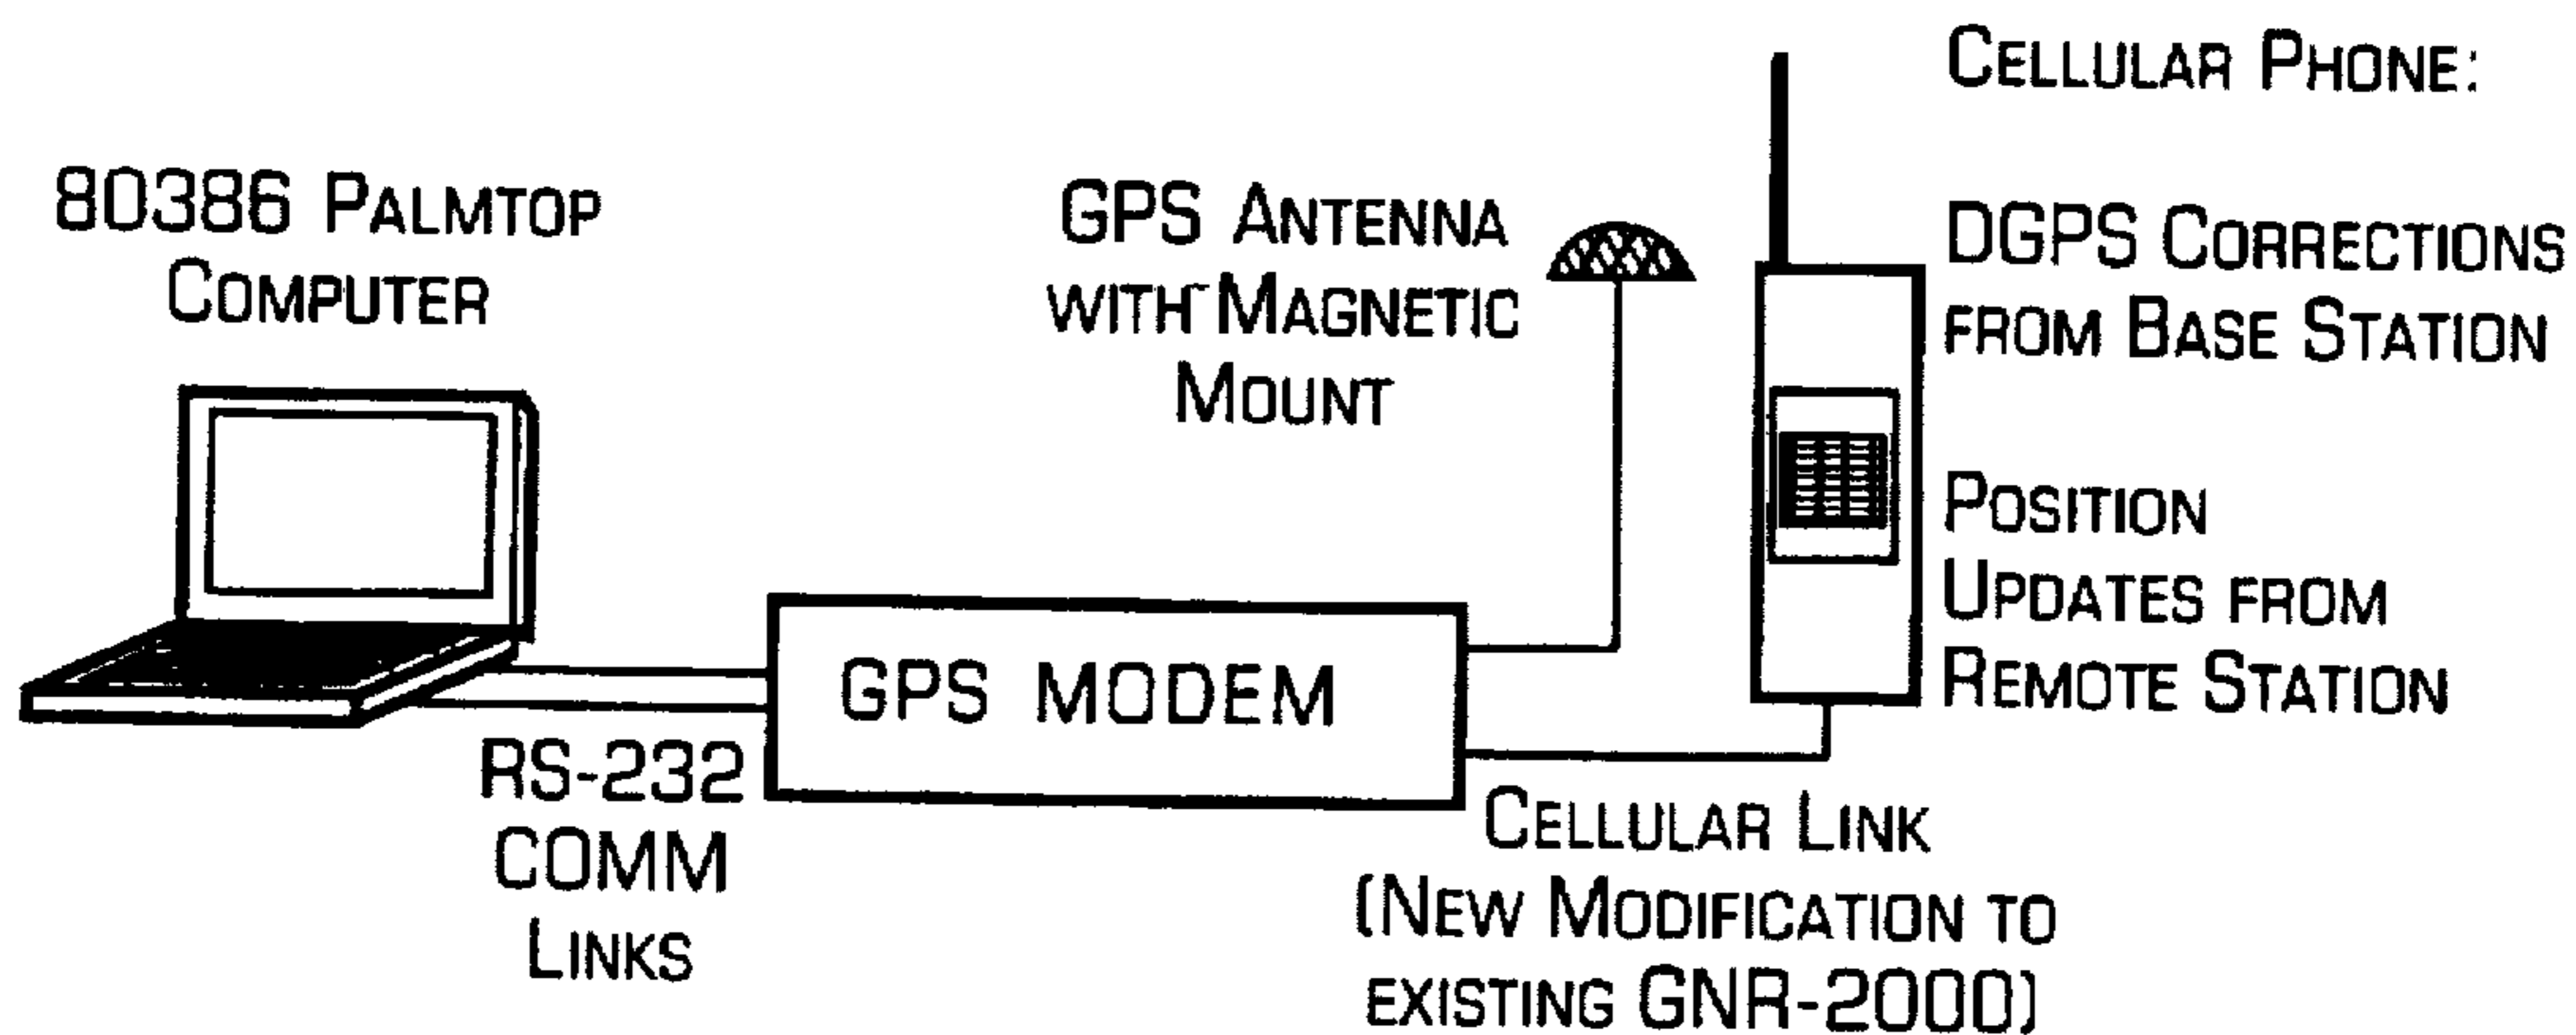 80386 PALMTOP
COMPUTER
GPS ANTENNA
WITH MAGNETIC
MOUNT
CELLULAR PHONE:
DGPS CORRECTIONS
FROM BASE STATION
POSITION
UPDATES FROM
REMOTE STATION
GPS MODEM
RS-232
COMM
LINKS
CELLULAR LINK
(NEW MODIFICATION TO
EXISTING GNR-2000)